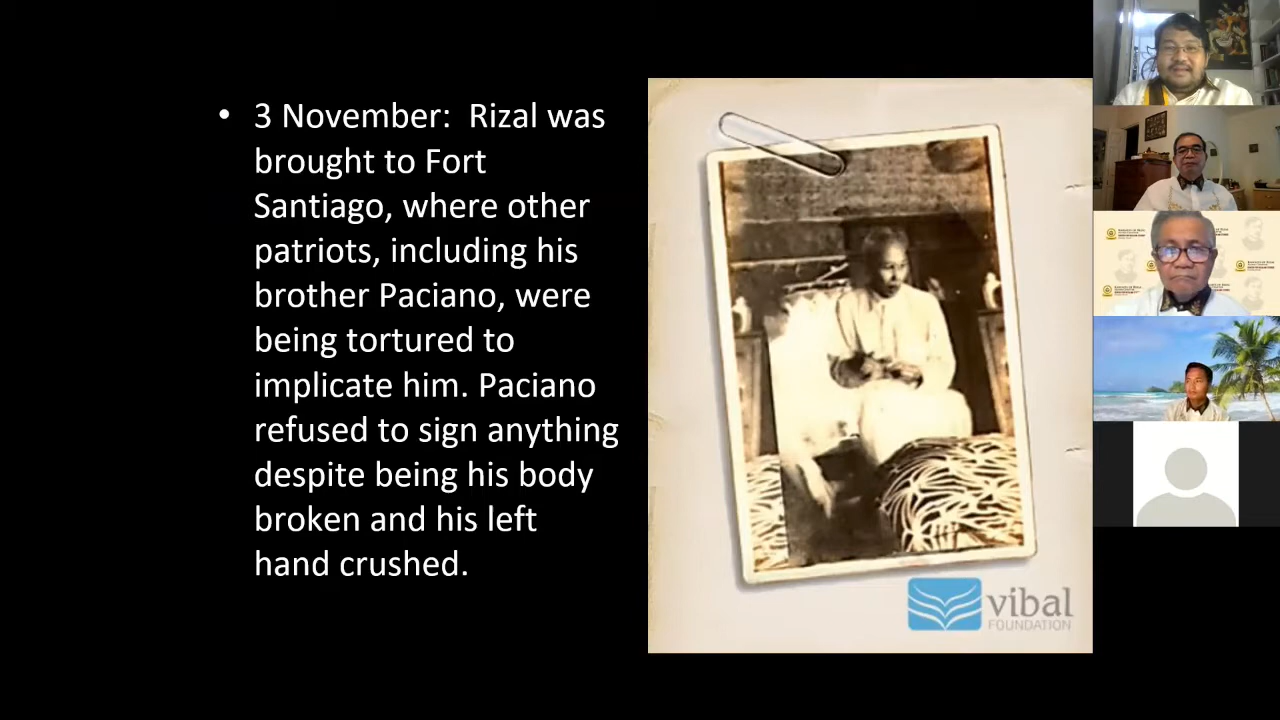 • 3 November:  Rizal was
brought to Fort
Santiago, where other
patriots, including his
brother Paciano, were
being tortured to
implicate him. Paciano
refused to sign anything
despite being his body
broken and his left
hand crushed.
vibal
FOUNDATION